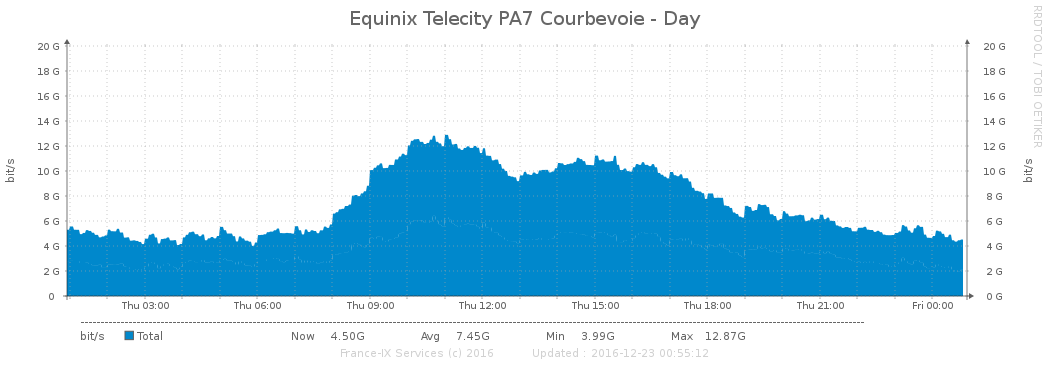 Equinix Telecity PA7 Courbevoie - Day
RRDTOOL / TOBI OETIKER
bit/s
20 G 20 G
18 G 18 G
16 G 16 G
14 G 14 G
12 G 12 G
10 G 10 G
8 G 8 G
6 G 6 G
4 G 4 G
2 G 2 G
0 0 G
bit/s
Thu 03:00 Thu 06:00 Thu 09:00 Thu 12:00 Thu 15:00 Thu 18:00 Thu 21:00 Fri 00:00
bit/s Total Now 4.50G Avg 7.45G Min 3.99G Max 12.87G
France-IX Services (c) 2016 Updated : 2016-12-23 00:55:12